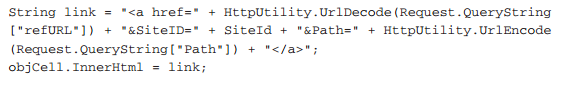 String link = "<a href=" + HttpUtility.UrlDecode(Request.QueryString
["refURL"]) + "&SiteID=" + SiteId + "&Path=" + HttpUtility.UrlEncode
(Request.QueryString["Path"]) + "</a>";
objCell.InnerHtml = link;